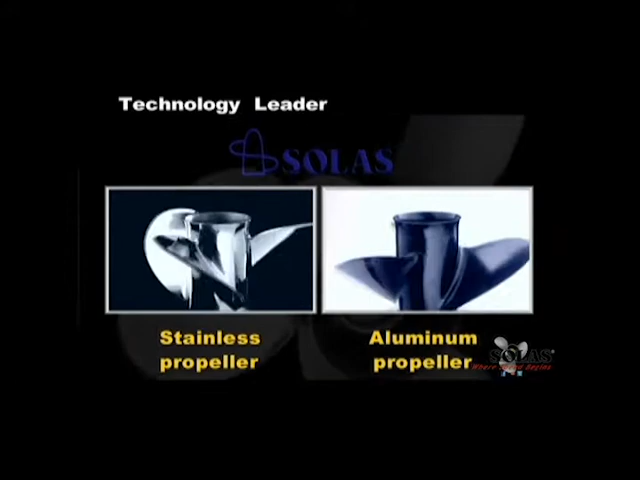 Technology Leader
SOLAS
Stainless
propeller
Aluminum
propeller
SOLAS